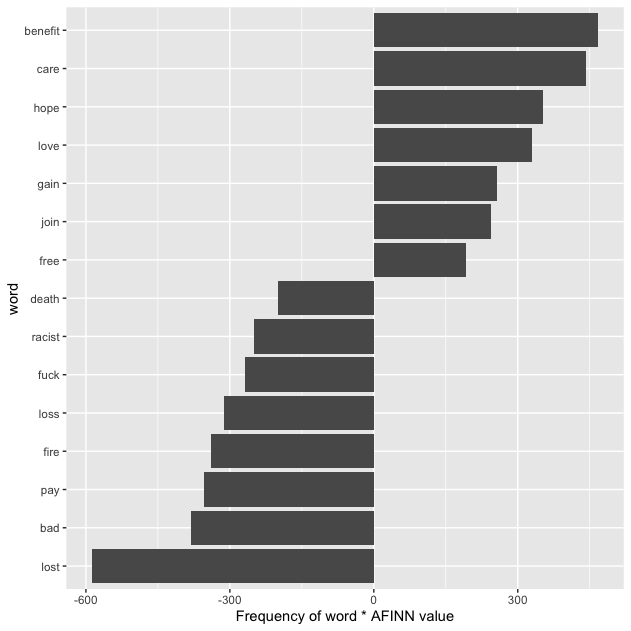 benefit
care
hope
love
gain
join
free
death
racist
fuck
loss
fire
pay
bad
lost
word
-600 -300 0 300
Frequency of word * AFINN value